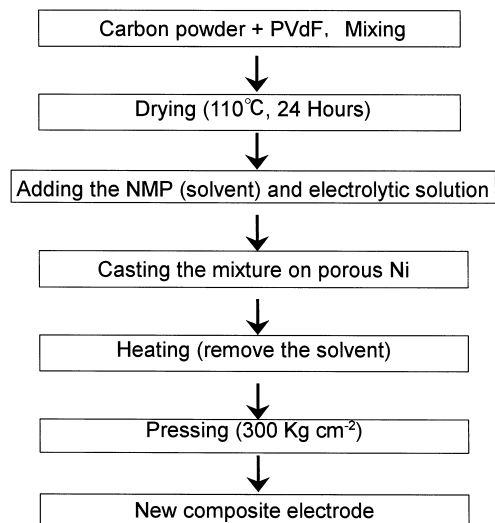 Carbon powder + PVdF, Mixing
Drying (110℃, 24 Hours)
Adding the NMP (solvent) and electrolytic solution
Casting the mixture on porous Ni
Heating (remove the solvent)
Pressing (300 Kg cm⁻²)
New composite electrode